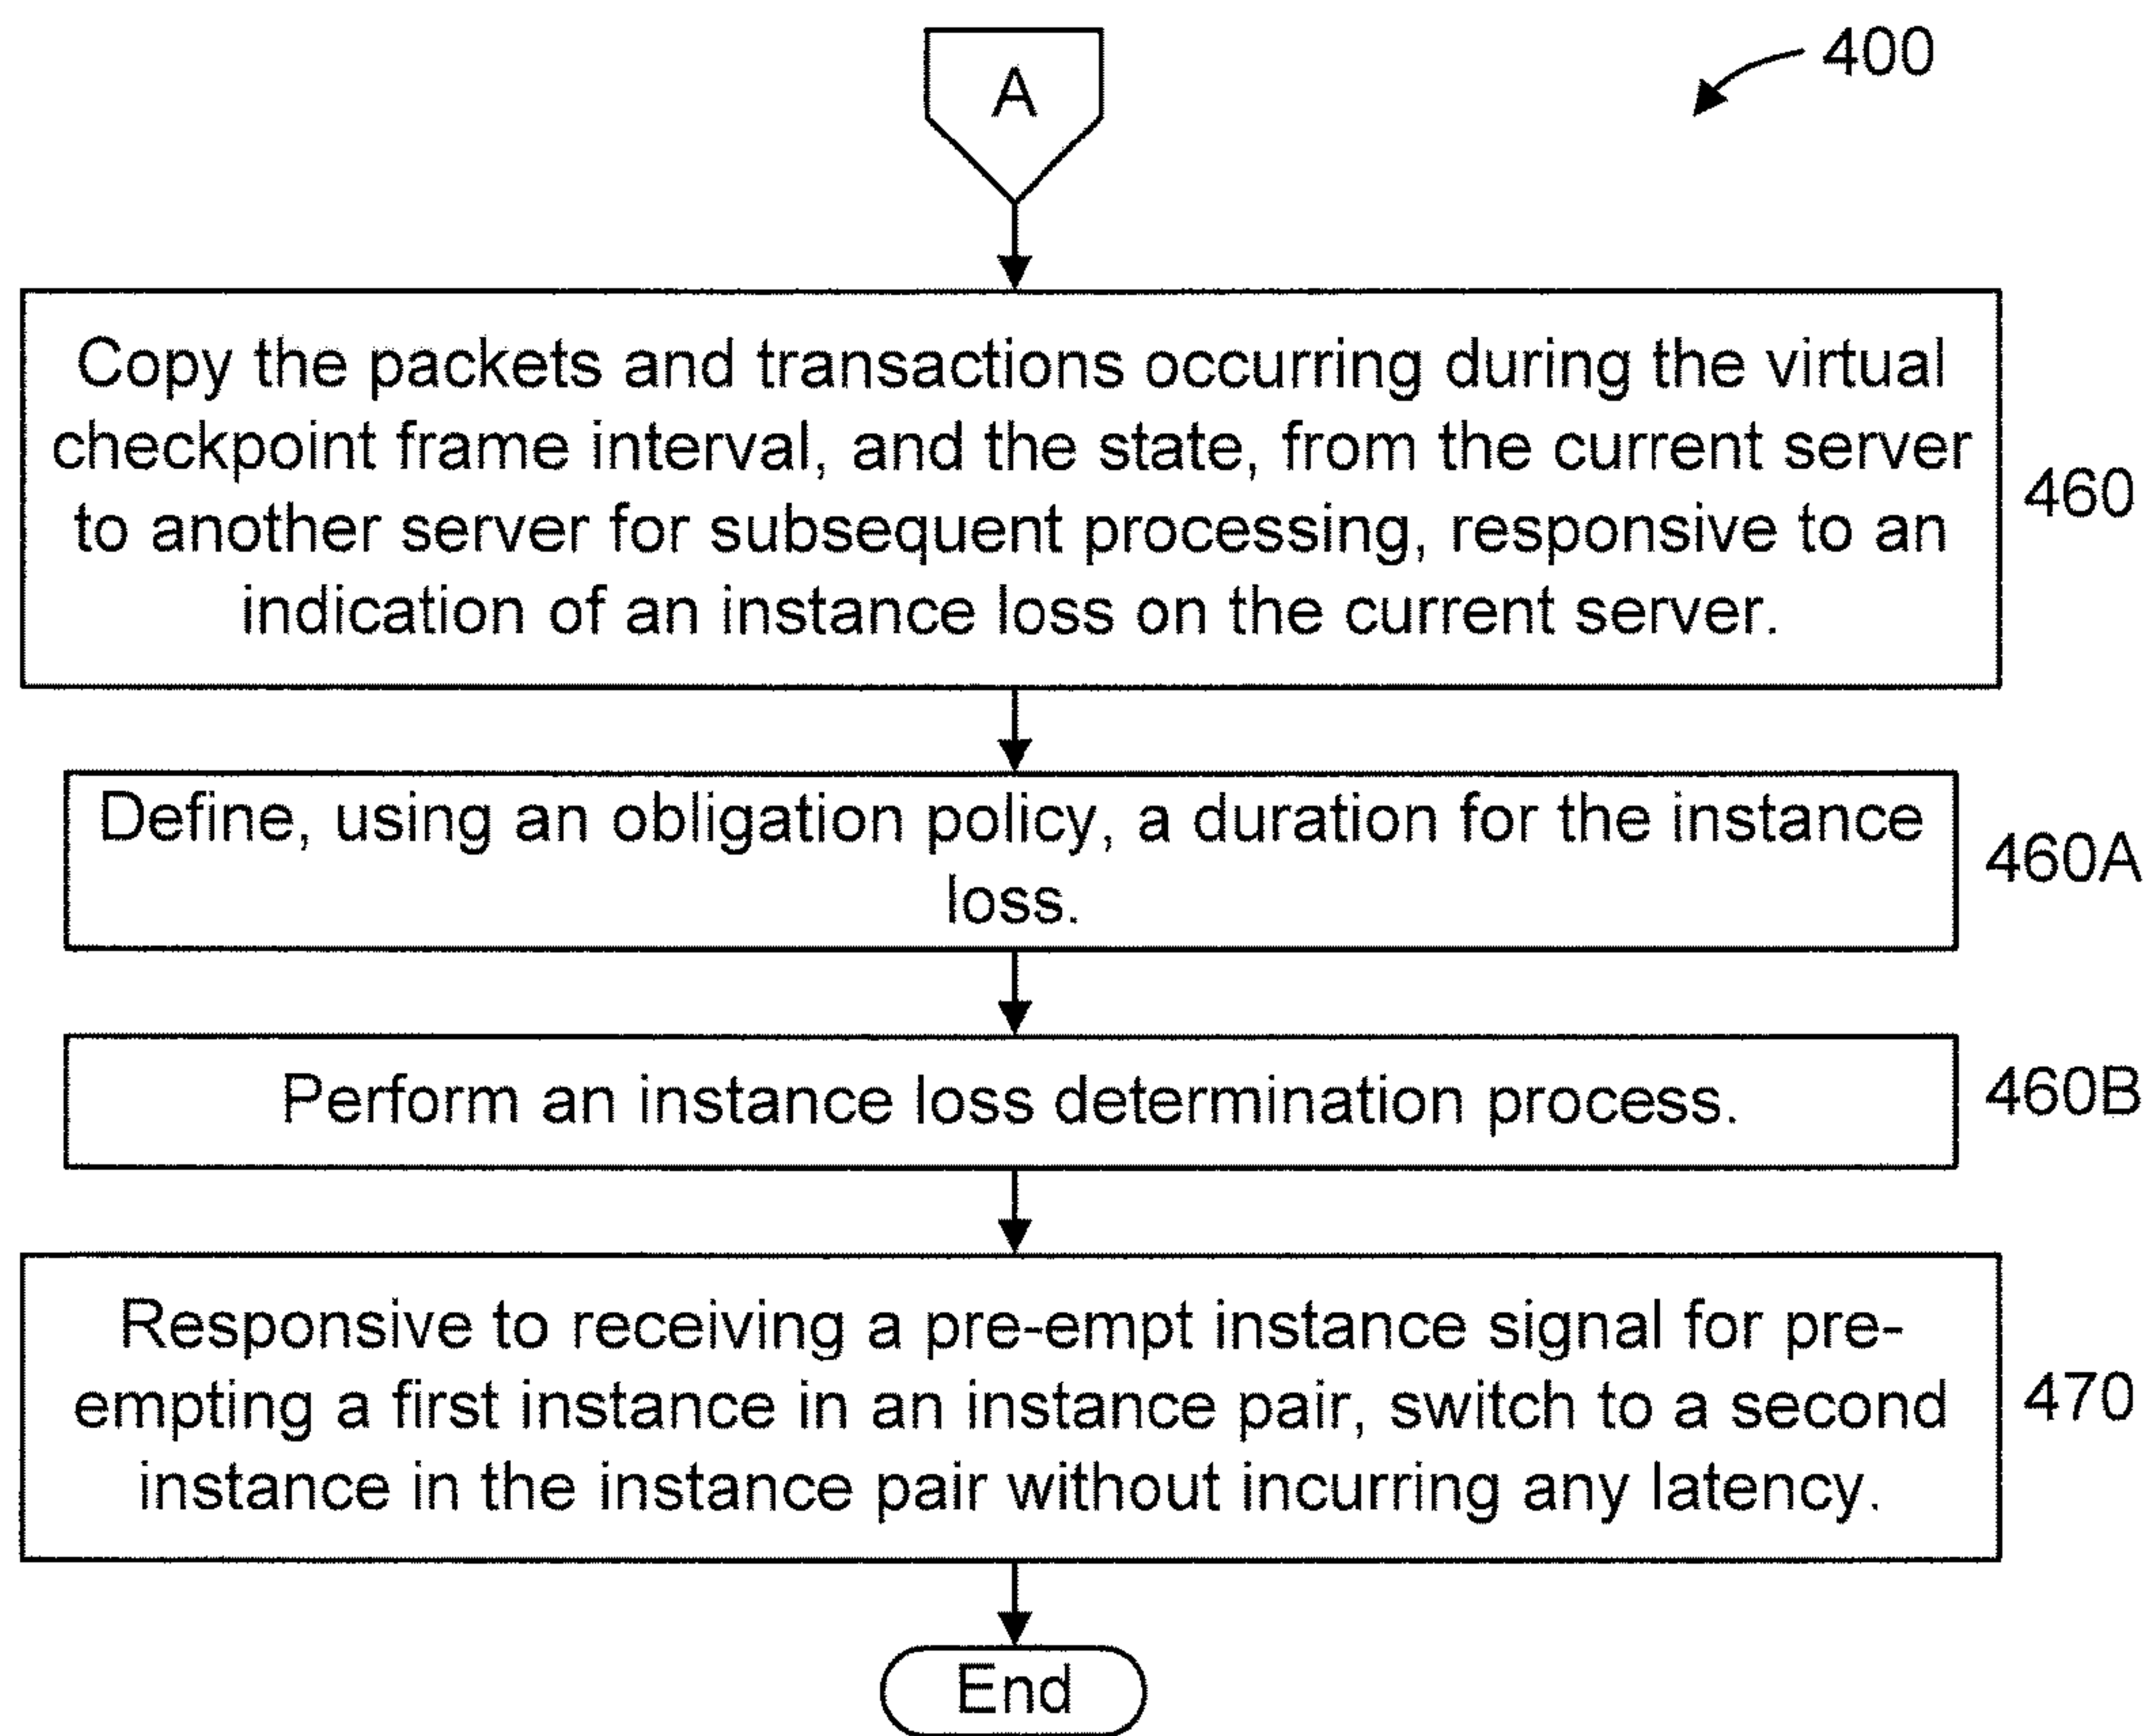 A
400
Copy the packets and transactions occurring during the virtual
checkpoint frame interval, and the state, from the current server
to another server for subsequent processing, responsive to an
indication of an instance loss on the current server.
460
Define, using an obligation policy, a duration for the instance
loss.
460A
Perform an instance loss determination process.
460B
Responsive to receiving a pre-empt instance signal for pre-
empting a first instance in an instance pair, switch to a second
instance in the instance pair without incurring any latency.
470
End